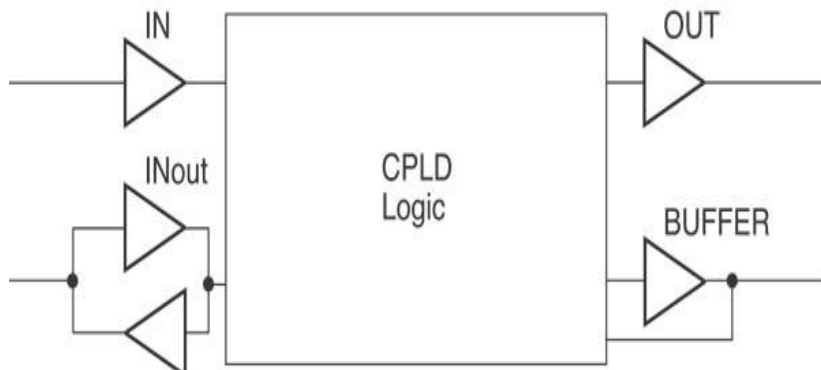 IN
OUT
INout
CPLD
Logic
BUFFER